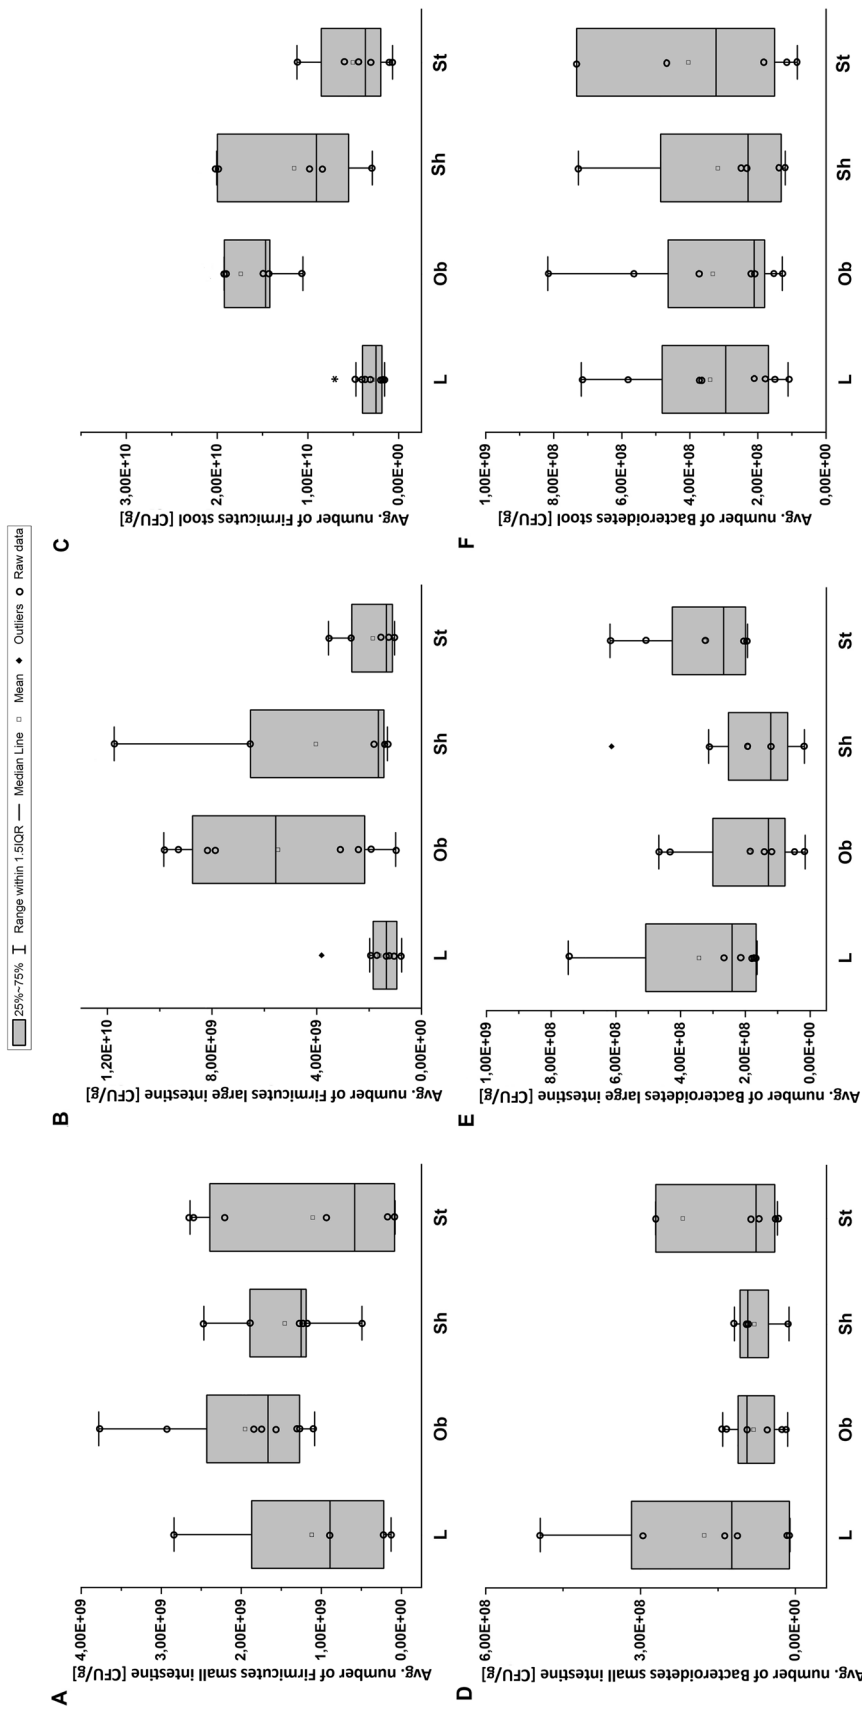 25%~75% Range within 1.5IQR Median Line Mean Outliers Raw data
A
Avg. number of Firmicutes small intestine [CFU/g]
4,00E+09
3,00E+09
2,00E+09
1,00E+09
0,00E+00
L Ob Sh St
B
Avg. number of Firmicutes large intestine [CFU/g]
1,20E+10
8,00E+09
4,00E+09
0,00E+00
L Ob Sh St
C
Avg. number of Firmicutes stool [CFU/g]
3,00E+10
2,00E+10
1,00E+10
0,00E+00
*
L Ob Sh St
D
Avg. number of Bacteroidetes small intestine [CFU/g]
6,00E+08
3,00E+08
0,00E+00
L Ob Sh St
E
Avg. number of Bacteroidetes large intestine [CFU/g]
1,00E+09
8,00E+08
6,00E+08
4,00E+08
2,00E+08
0,00E+00
L Ob Sh St
F
Avg. number of Bacteroidetes stool [CFU/g]
1,00E+09
8,00E+08
6,00E+08
4,00E+08
2,00E+08
0,00E+00
L Ob Sh St